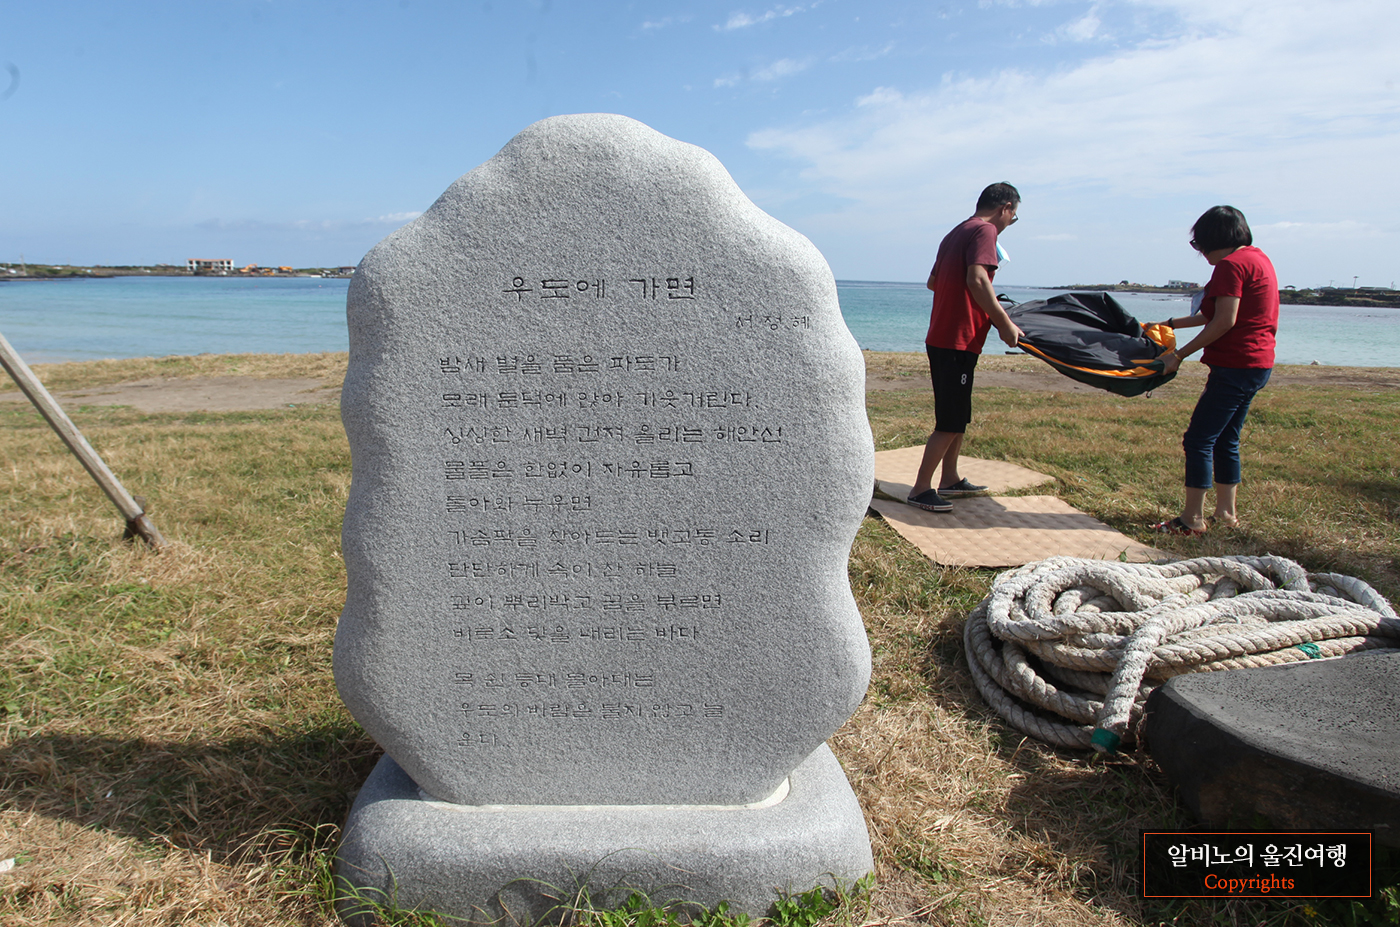 우도에 가면
서정혜
밤새 별을 품은 파도가
모래 둔덕에 앉아 기웃거린다.
싱싱한 새벽 건져 올리는 해안선
물풀은 한없이 자유롭고
돌아와 누우면
가슴팍을 찾아드는 뱃고동 소리
단단하게 속이 찬 하늘
깊이 뿌리박고 꿈을 부르면
비로소 닻을 내리는 바다
목 쉰 등대 돌아대는
우도의 바람은 불지 않고 늘
운다.
알비노의 울진여행
Copyrights
8